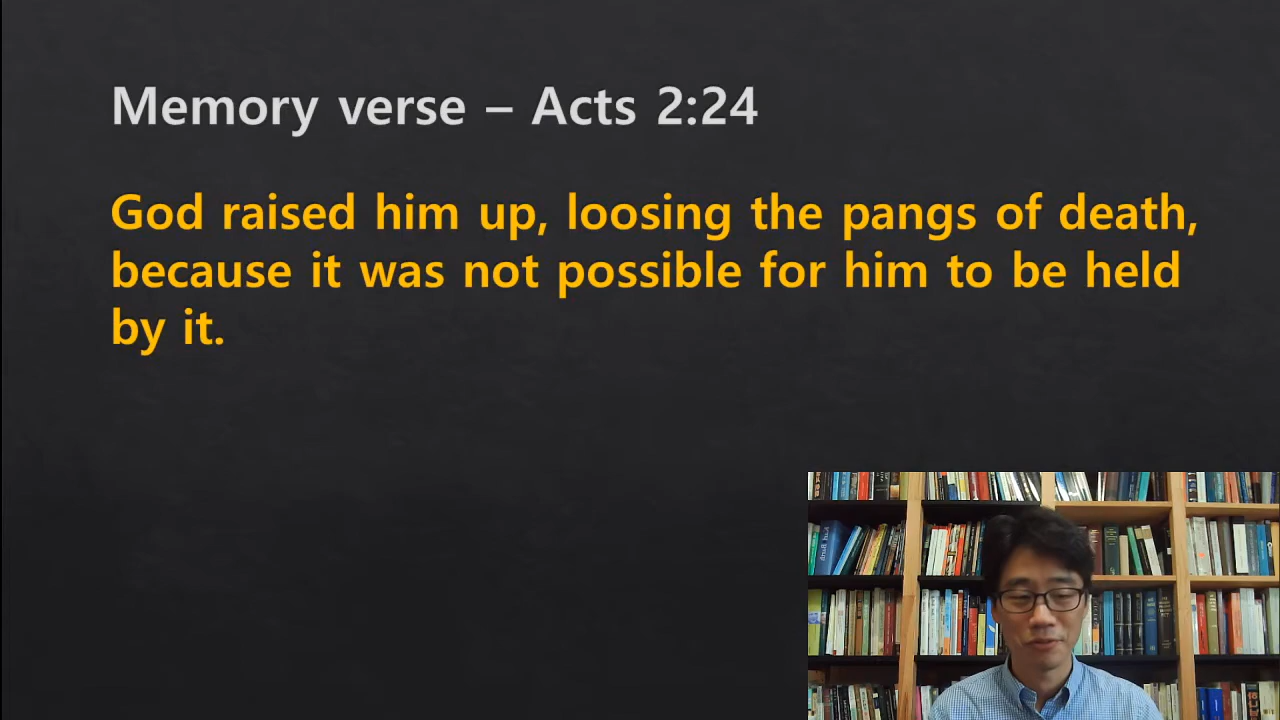 Memory verse – Acts 2:24
God raised him up, loosing the pangs of death,
because it was not possible for him to be held
by it.